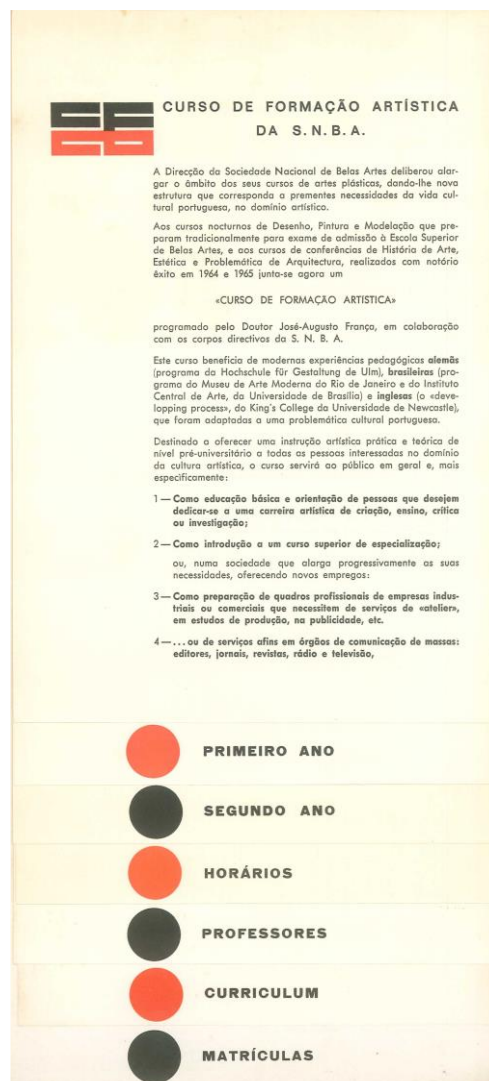 CURSO DE FORMAÇÃO ARTÍSTICA
DA S. N. B. A.
A Direcção da Sociedade Nacional de Belas Artes deliberou alar-
gar o âmbito dos seus cursos de artes plásticas, dando-lhe nova
estrutura que corresponda a prementes necessidades da vida cul-
tural portuguesa, no domínio artístico.
Aos cursos nocturnos de Desenho, Pintura e Modelação que pre-
param tradicionalmente para exame de admissão à Escola Superior
de Belas Artes, e aos cursos de conferências de História de Arte,
Estética e Problemática de Arquitectura, realizados com notório
êxito em 1964 e 1965 junta-se agora um
«CURSO DE FORMAÇÃO ARTISTICA»
programado pelo Doutor José-Augusto França, em colaboração
com os corpos directivos da S. N. B. A.
Este curso beneficia de modernas experiências pedagógicas alemãs
(programa da Hochschule für Gestaltung de Ulm), brasileiras (pro-
grama do Museu de Arte Moderna do Rio de Janeiro e do Instituto
Central de Arte, da Universidade de Brasília) e inglesas (o «deve-
lopping process», do King's College da Universidade de Newcastle),
que foram adaptadas a uma problemática cultural portuguesa.
Destinado a oferecer uma instrução artística prática e teórica de
nível pré-universitário a todas as pessoas interessadas no domínio
da cultura artística, o curso servirá ao público em geral e, mais
especificamente:
1 — Como educação básica e orientação de pessoas que desejem
dedicar-se a uma carreira artística de criação, ensino, crítica
ou investigação;
2 — Como introdução a um curso superior de especialização;
ou, numa sociedade que alarga progressivamente as suas
necessidades, oferecendo novos empregos:
3 — Como preparação de quadros profissionais de empresas indus-
triais ou comerciais que necessitem de serviços de «atelier»,
em estudos de produção, na publicidade, etc.
4 — ... ou de serviços afins em órgãos de comunicação de massas:
editores, jornais, revistas, rádio e televisão,
PRIMEIRO ANO
SEGUNDO ANO
HORÁRIOS
PROFESSORES
CURRICULUM
MATRÍCULAS